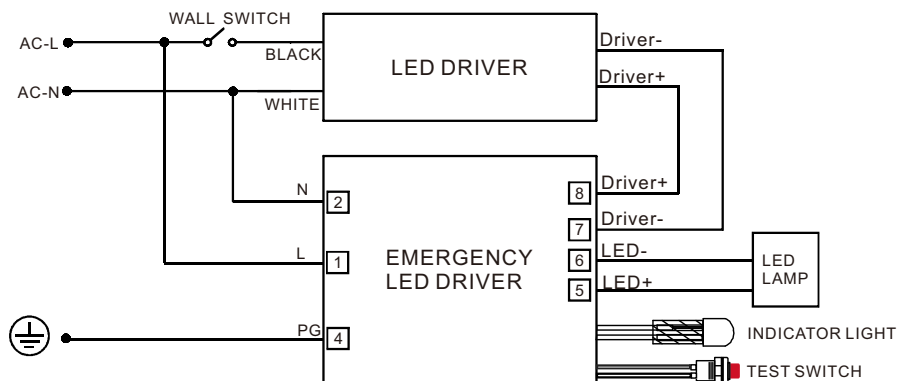 WALL SWITCH
AC-L
BLACK
Driver-
LED DRIVER
Driver+
AC-N
WHITE
N
2
8
Driver+
7
Driver-
L
1
EMERGENCY
LED DRIVER
6
LED-
LED
LAMP
5
LED+
PG
4
INDICATOR LIGHT
TEST SWITCH